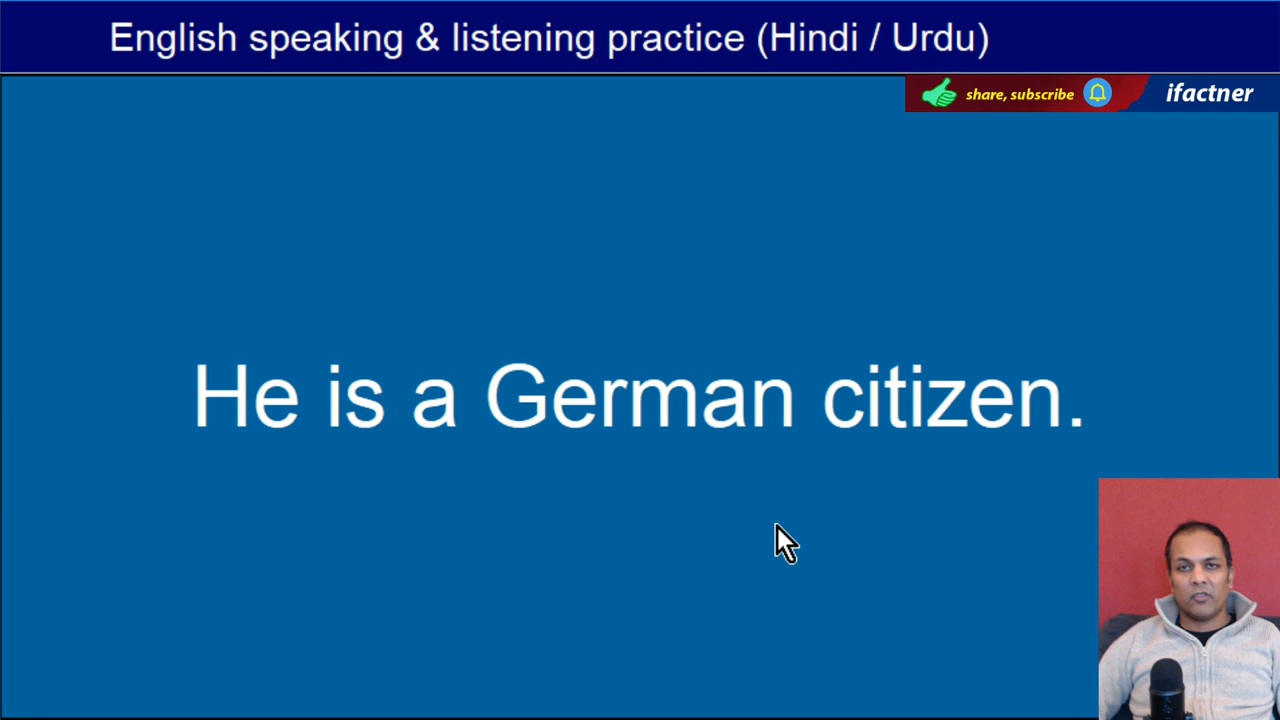 English speaking & listening practice (Hindi / Urdu)
share, subscribe
ifactner
He is a German citizen.